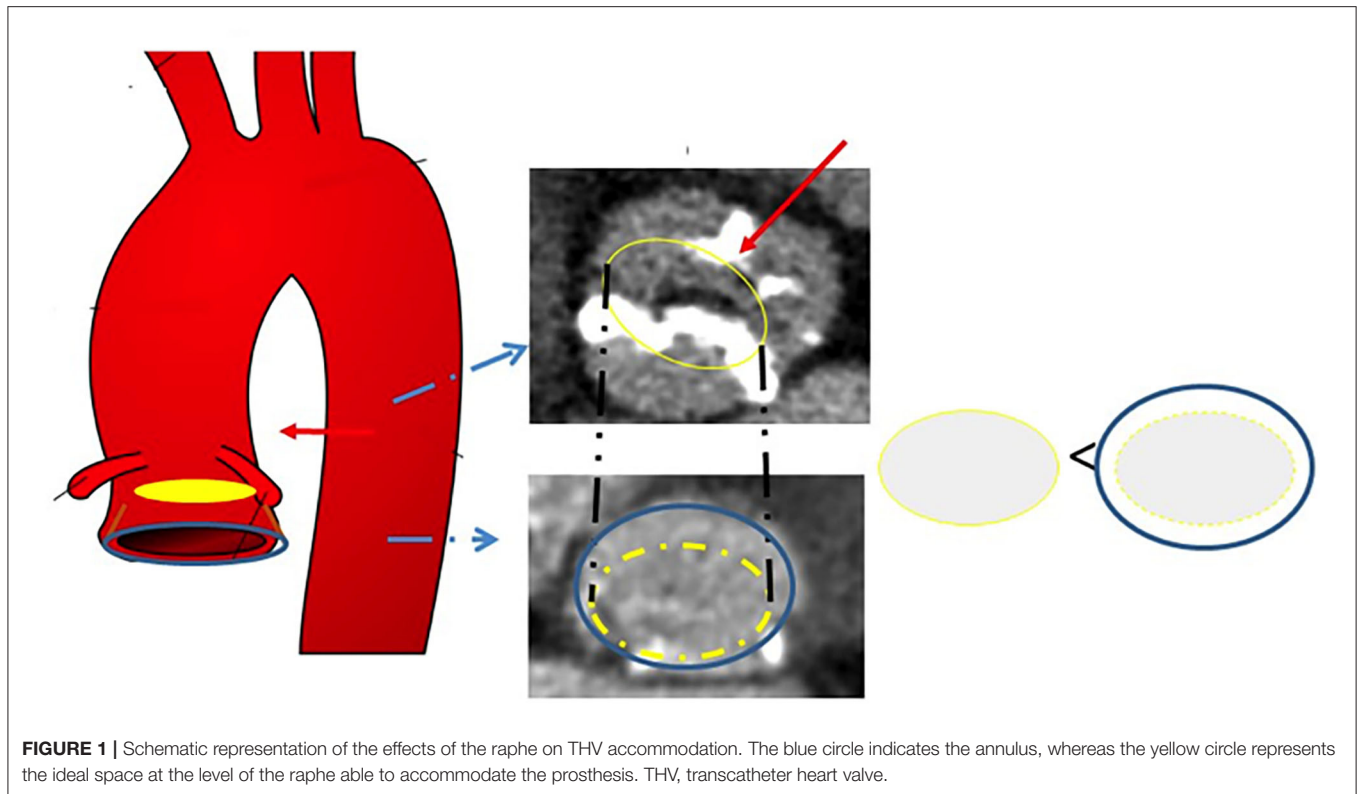 <
FIGURE 1 | Schematic representation of the effects of the raphe on THV accommodation. The blue circle indicates the annulus, whereas the yellow circle represents
the ideal space at the level of the raphe able to accommodate the prosthesis. THV, transcatheter heart valve.